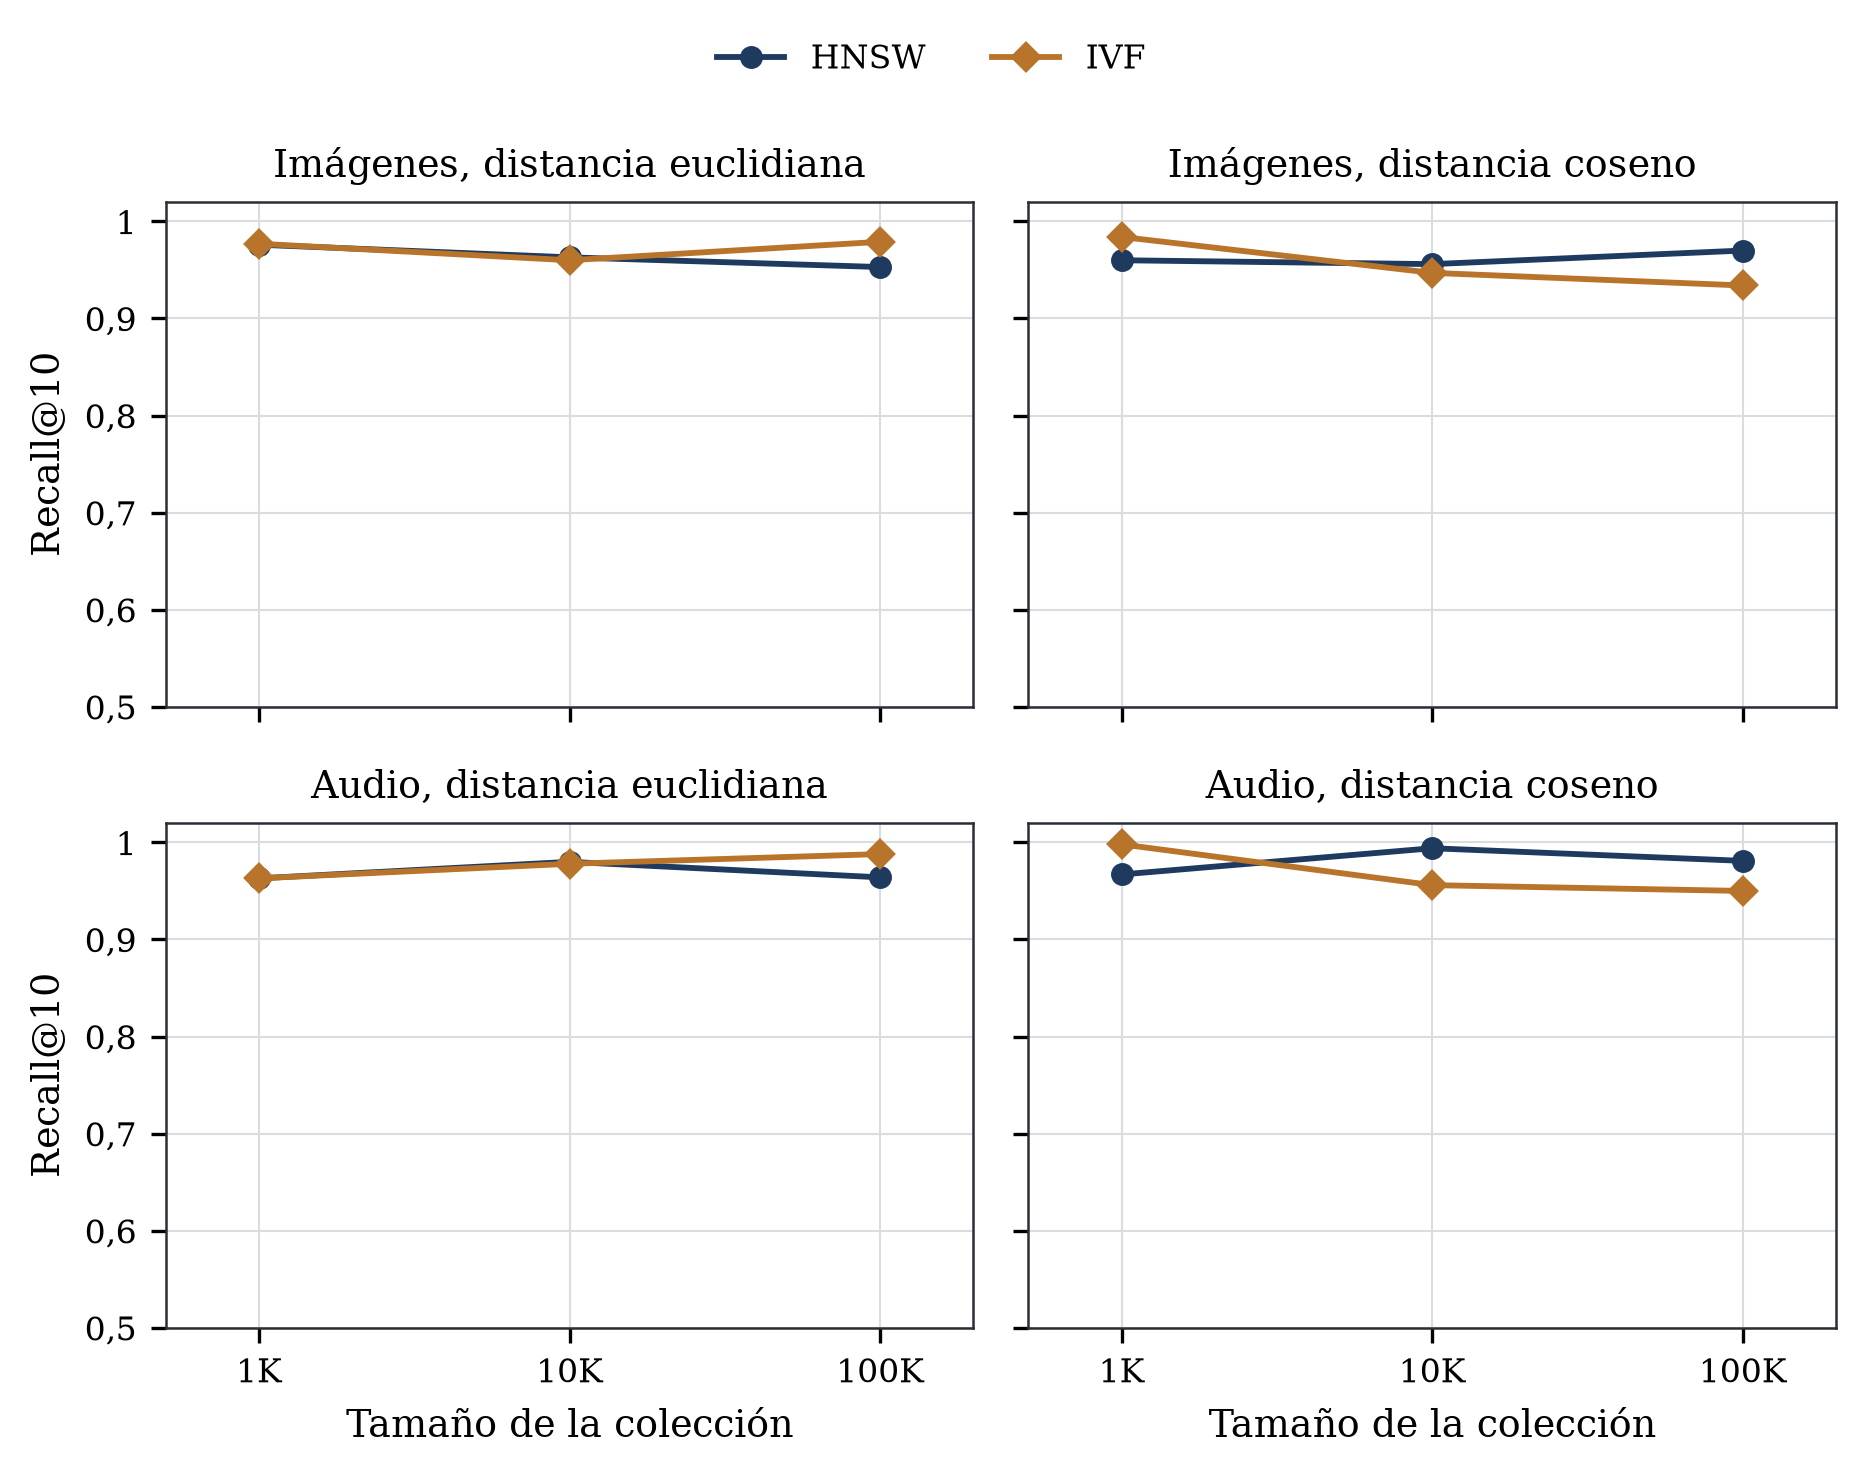 HNSW IVF
Imágenes, distancia euclidiana
Imágenes, distancia coseno
Recall@10
1
0,9
0,8
0,7
0,6
0,5
Audio, distancia euclidiana
Audio, distancia coseno
Recall@10
1
0,9
0,8
0,7
0,6
0,5
1K 10K 100K
1K 10K 100K
Tamaño de la colección
Tamaño de la colección